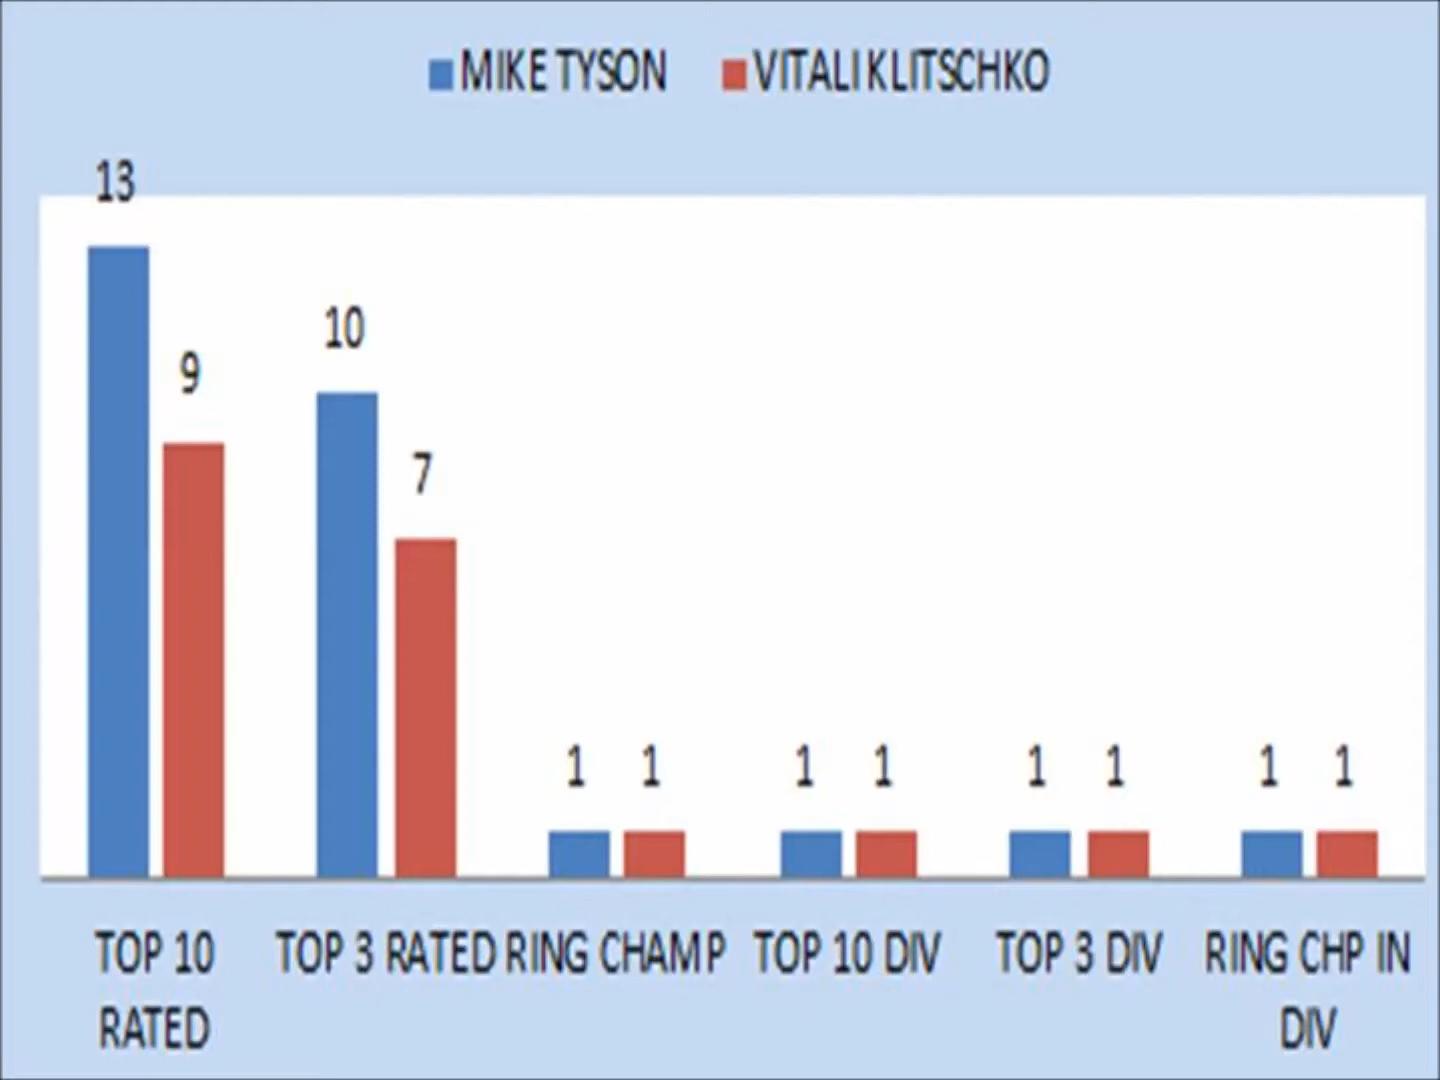 MIKE TYSON VITALI KLITSCHKO
13
9
10
7
1 1 1 1 1 1 1 1
TOP 10 RATED TOP 3 RATED RING CHAMP TOP 10 DIV TOP 3 DIV RING CHP IN DIV